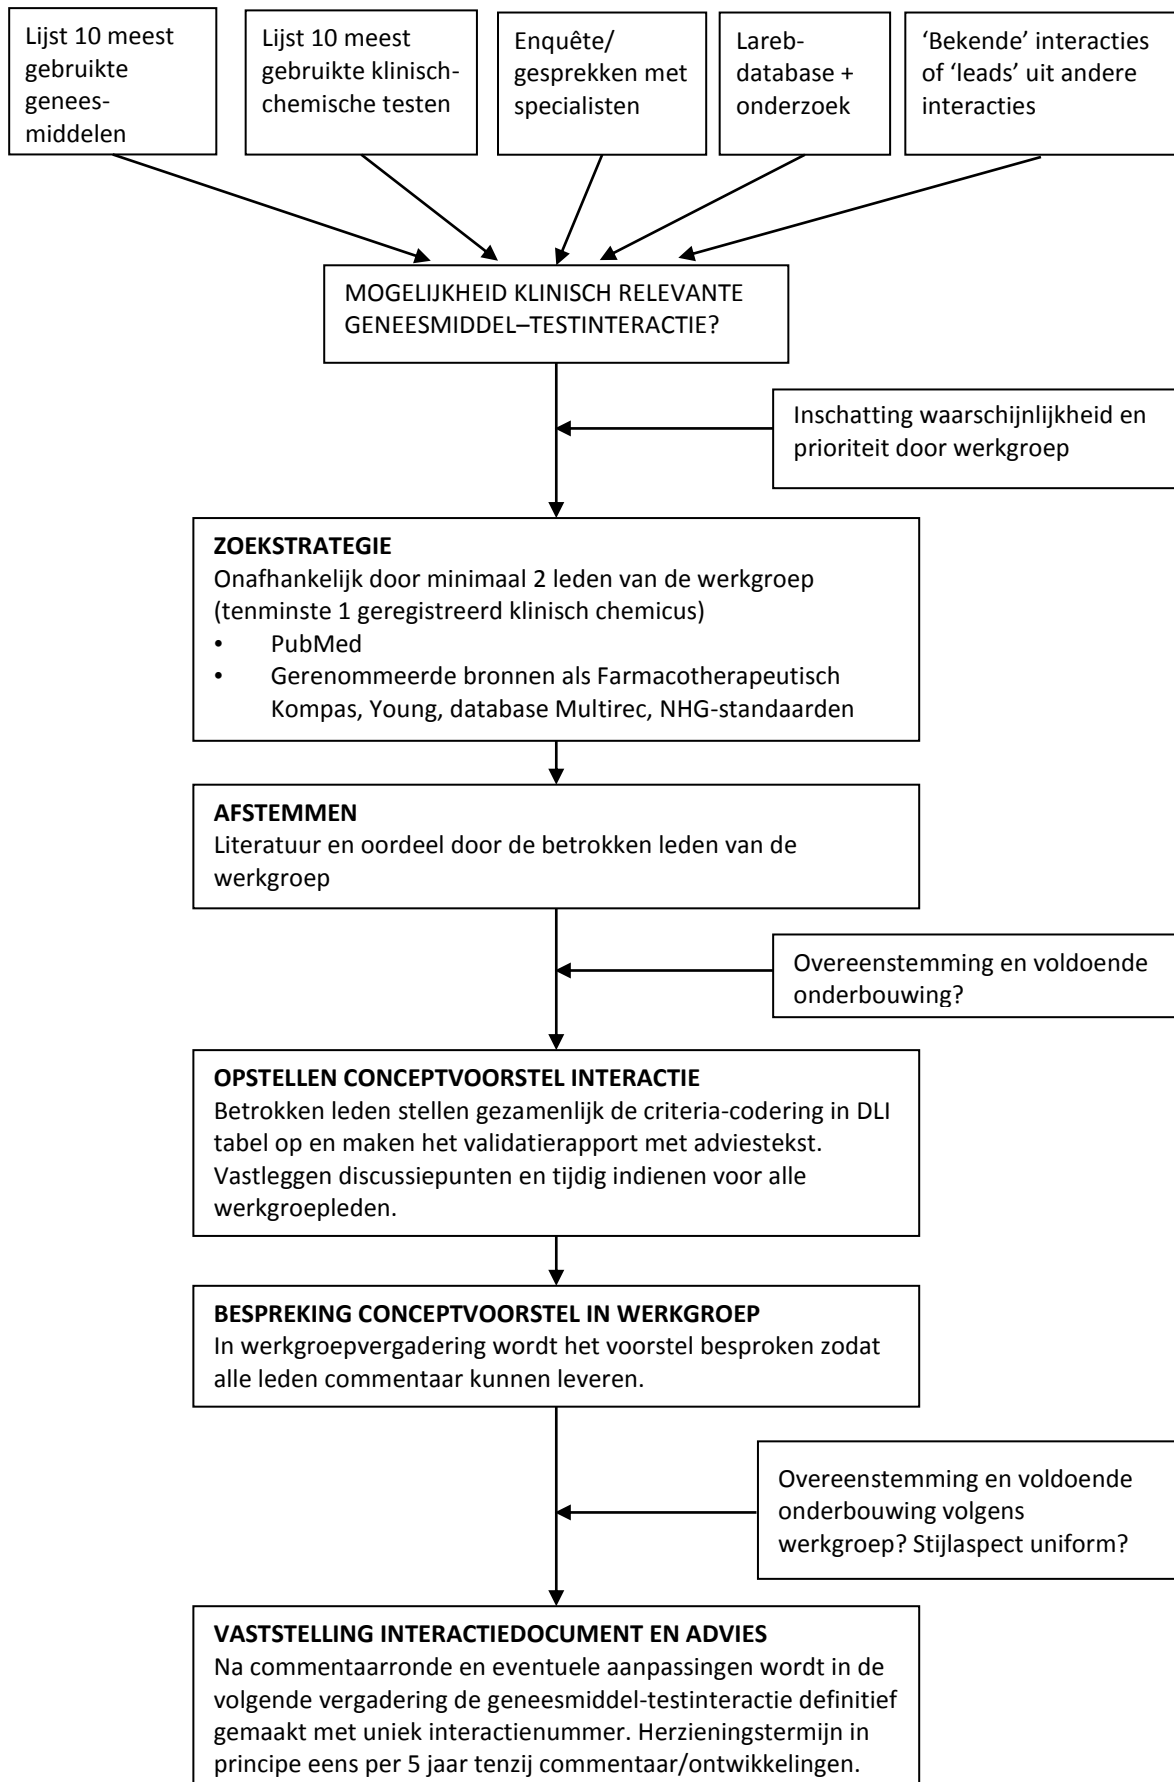 Lijst 10 meest
gebruikte
genees-
middelen
Lijst 10 meest
gebruikte klinisch-
chemische testen
Enquête/
gesprekken met
specialisten
Lareb-
database +
onderzoek
‘Bekende’ interacties
of ‘leads’ uit andere
interacties
MOGELIJKHEID KLINISCH RELEVANTE
GENEESMIDDEL–TESTINTERACTIE?
Inschatting waarschijnlijkheid en
prioriteit door werkgroep
ZOEKSTRATEGIE
Onafhankelijk door minimaal 2 leden van de werkgroep
(tenminste 1 geregistreerd klinisch chemicus)
• PubMed
• Gerenommeerde bronnen als Farmacotherapeutisch
Kompas, Young, database Multirec, NHG-standaarden
AFSTEMMEN
Literatuur en oordeel door de betrokken leden van de
werkgroep
Overeenstemming en voldoende
onderbouwing?
OPSTELLEN CONCEPTVOORSTEL INTERACTIE
Betrokken leden stellen gezamenlijk de criteria-codering in DLI
tabel op en maken het validatierapport met adviestekst.
Vastleggen discussiepunten en tijdig indienen voor alle
werkgroepleden.
BESPREKING CONCEPTVOORSTEL IN WERKGROEP
In werkgroepvergadering wordt het voorstel besproken zodat
alle leden commentaar kunnen leveren.
Overeenstemming en voldoende
onderbouwing volgens
werkgroep? Stijlaspect uniform?
VASTSTELLING INTERACTIEDOCUMENT EN ADVIES
Na commentaarronde en eventuele aanpassingen wordt in de
volgende vergadering de geneesmiddel-testinteractie definitief
gemaakt met uniek interactienummer. Herzieningstermijn in
principe eens per 5 jaar tenzij commentaar/ontwikkelingen.